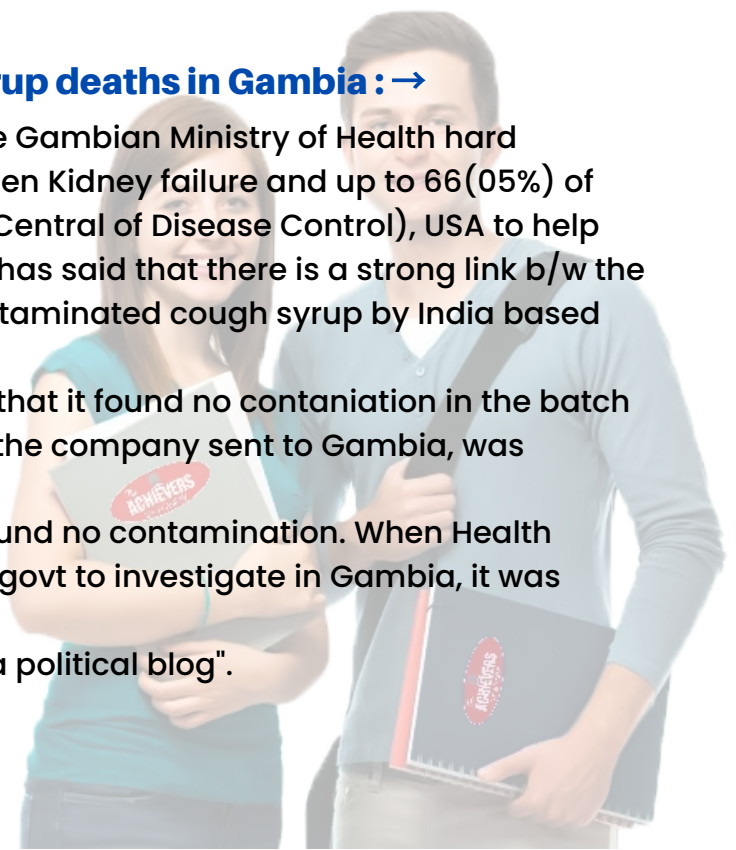 rup deaths in Gambia : →
e Gambian Ministry of Health hard
en Kidney failure and up to 66(05%) of
Central of Disease Control), USA to help
has said that there is a strong link b/w the
taminated cough syrup by India based
that it found no contaniation in the batch
the company sent to Gambia, was
und no contamination. When Health
govt to investigate in Gambia, it was
a political blog".
The
ACHIEVERS
ACHIEVERS